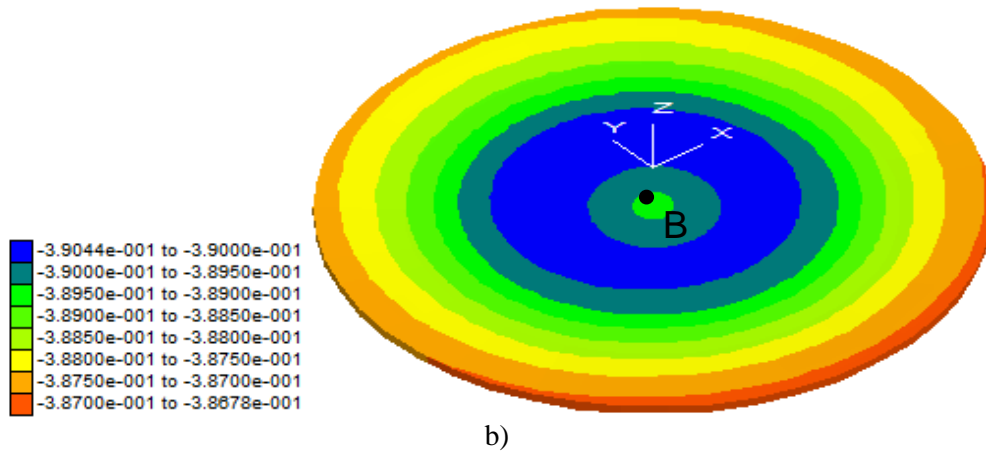 Z
Y X
B
-3.9044e-001 to -3.9000e-001
-3.9000e-001 to -3.8950e-001
-3.8950e-001 to -3.8900e-001
-3.8900e-001 to -3.8850e-001
-3.8850e-001 to -3.8800e-001
-3.8800e-001 to -3.8750e-001
-3.8750e-001 to -3.8700e-001
-3.8700e-001 to -3.8678e-001
b)